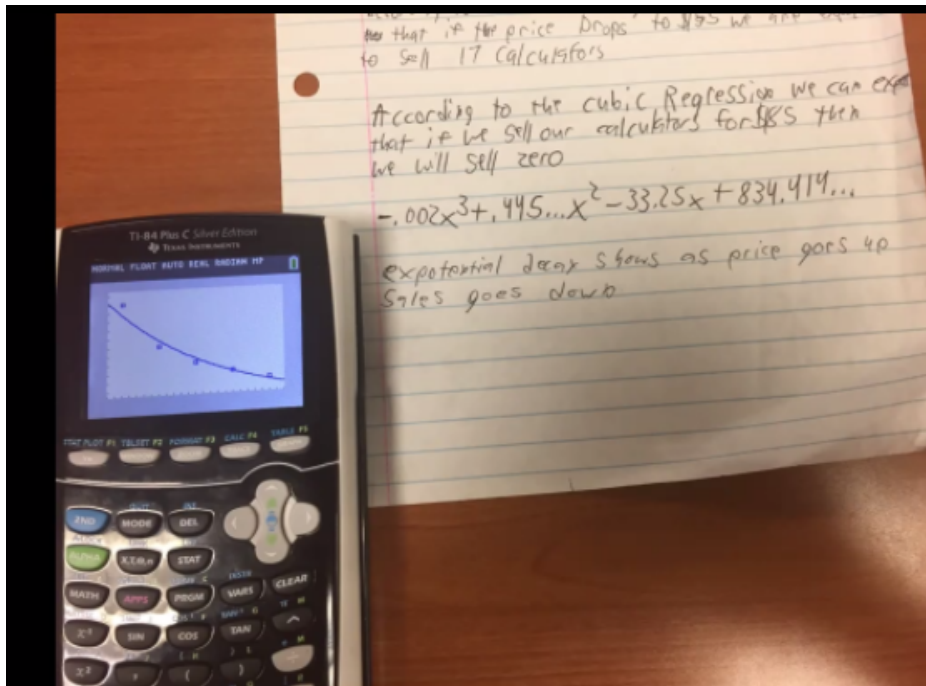 that if the price Drops to $95 we are
to sell 17 calculators
According to the cubic Regression we can expe
that if we sell our calculators for $85 then
we will sell zero
-.002x³+.445...x²-33.25x+834.414...
expotential decay shows as price goes up
sales goes down
TI-84 Plus C Silver Edition
TEXAS INSTRUMENTS
NORMAL FLOAT AUTO REAL RADIAN MP
STAT PLOT F1 TBLSET F2 FORMAT F3 CALC F4 TABLE F5
2ND MODE DEL
ALPHA X,T,θ,n STAT
MATH APPS PRGM VARS CLEAR
X⁻¹ SIN COS TAN ^
X² , ( )